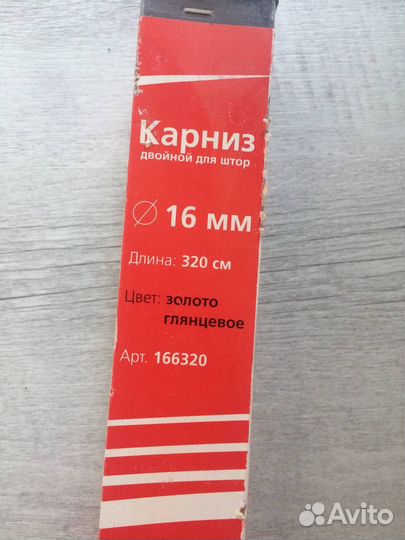 Карниз
двойной для штор
Ø 16 мм
Длина: 320 см
Цвет: золото
глянцевое
Арт. 166320
Avito